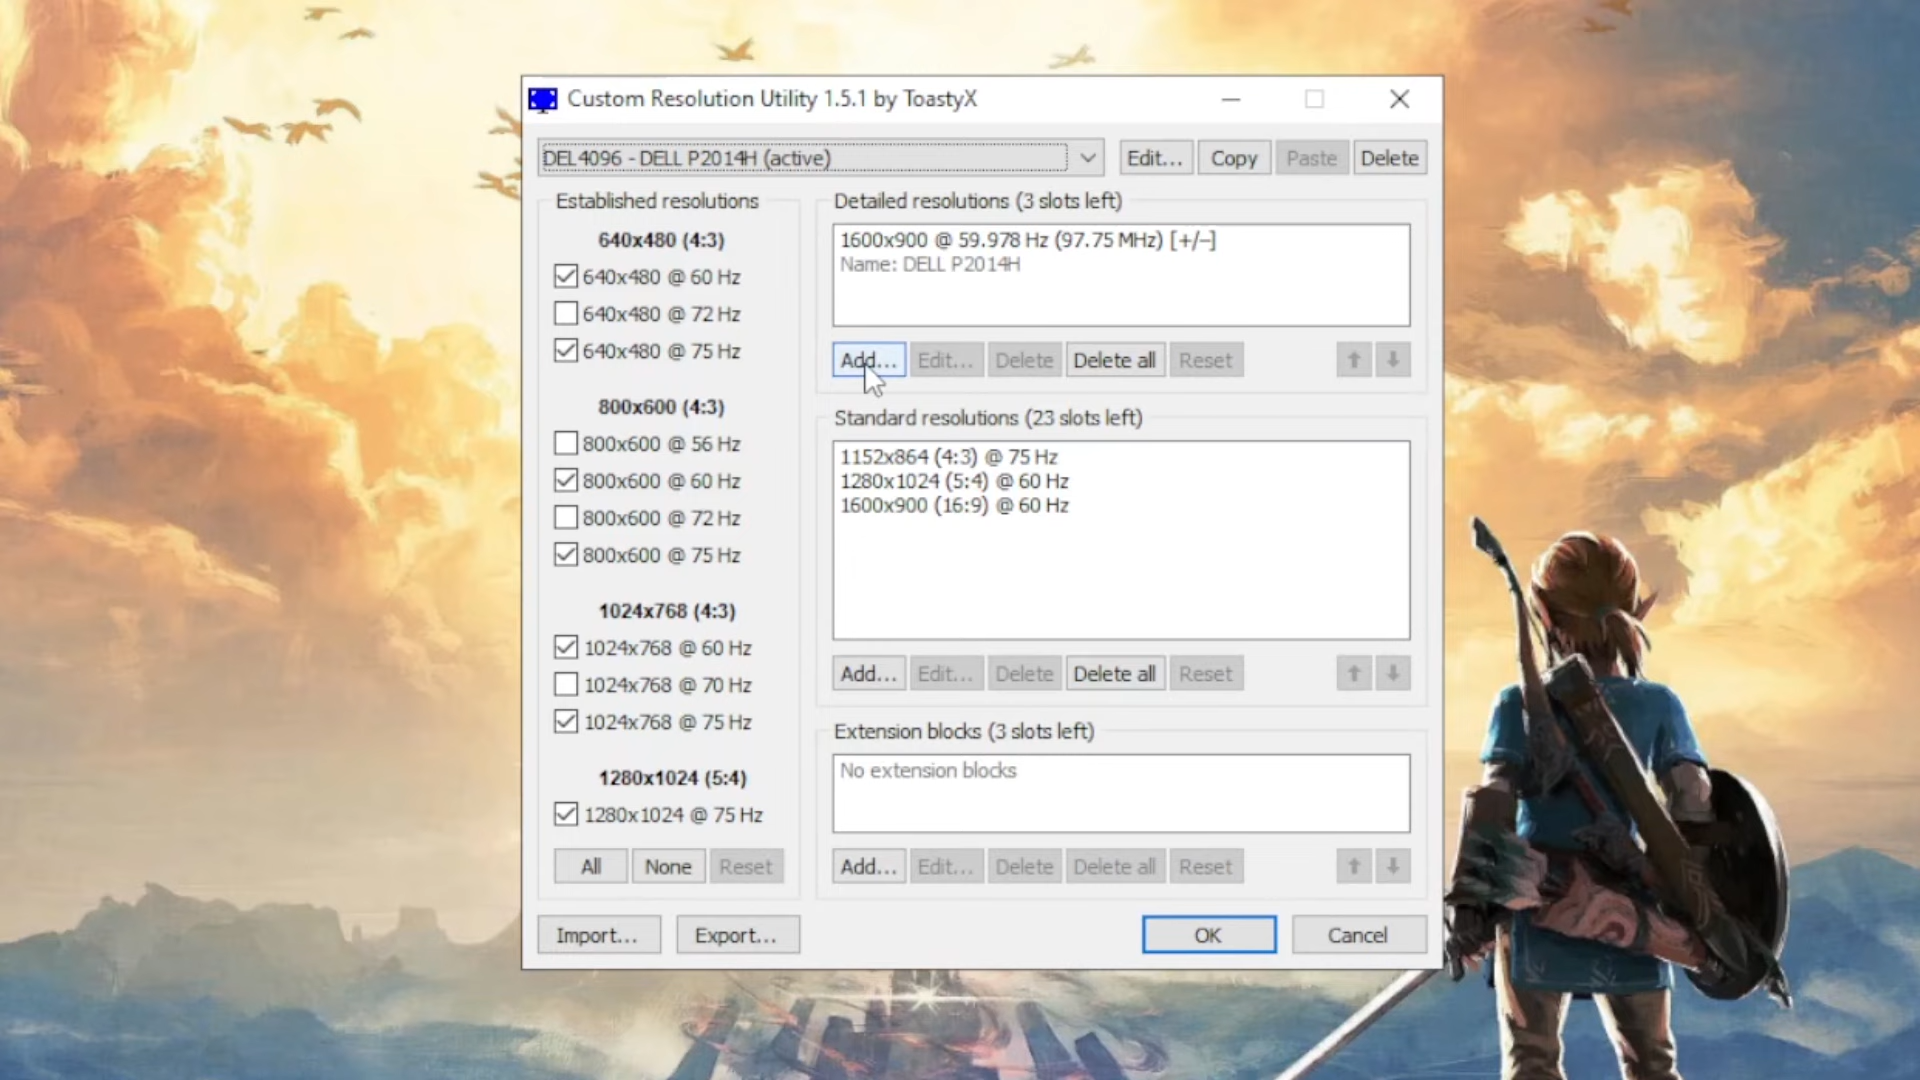 Custom Resolution Utility 1.5.1 by ToastyX
DEL4096 - DELL P2014H (active)
Edit...
Copy
Paste
Delete
Established resolutions
640x480 (4:3)
640x480 @ 60 Hz
640x480 @ 72 Hz
640x480 @ 75 Hz
800x600 (4:3)
800x600 @ 56 Hz
800x600 @ 60 Hz
800x600 @ 72 Hz
800x600 @ 75 Hz
1024x768 (4:3)
1024x768 @ 60 Hz
1024x768 @ 70 Hz
1024x768 @ 75 Hz
1280x1024 (5:4)
1280x1024 @ 75 Hz
All
None
Reset
Detailed resolutions (3 slots left)
1600x900 @ 59.978 Hz (97.75 MHz) [+/-]
Name: DELL P2014H
Add...
Edit...
Delete
Delete all
Reset
Standard resolutions (23 slots left)
1152x864 (4:3) @ 75 Hz
1280x1024 (5:4) @ 60 Hz
1600x900 (16:9) @ 60 Hz
Add...
Edit...
Delete
Delete all
Reset
Extension blocks (3 slots left)
No extension blocks
Add...
Edit...
Delete
Delete all
Reset
Import...
Export...
OK
Cancel